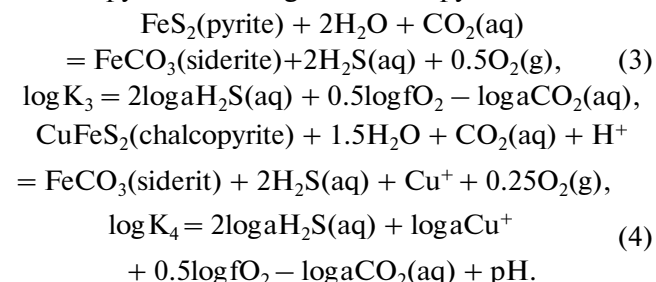 FeS₂(pyrite) + 2H₂O + CO₂(aq)
= FeCO₃(siderite)+2H₂S(aq) + 0.5O₂(g), (3)
logK₃ = 2logaH₂S(aq) + 0.5logfO₂ – logaCO₂(aq),
CuFeS₂(chalcopyrite) + 1.5H₂O + CO₂(aq) + H⁺
= FeCO₃(siderit) + 2H₂S(aq) + Cu⁺ + 0.25O₂(g),
logK₄ = 2logaH₂S(aq) + logaCu⁺
(4)
+ 0.5logfO₂ – logaCO₂(aq) + pH.